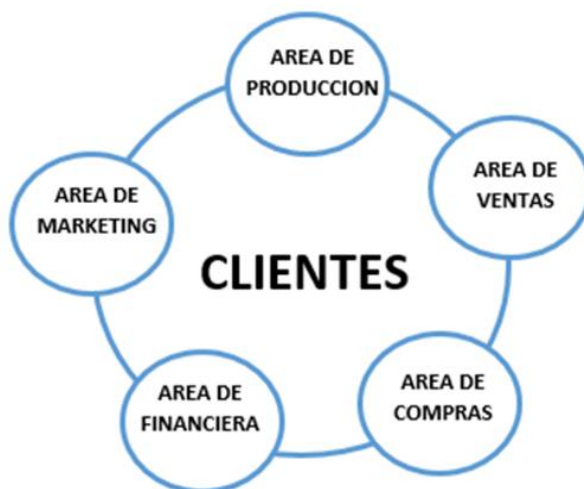 AREA DE
PRODUCCION
AREA DE
VENTAS
AREA DE
MARKETING
CLIENTES
AREA DE
COMPRAS
AREA DE
FINANCIERA